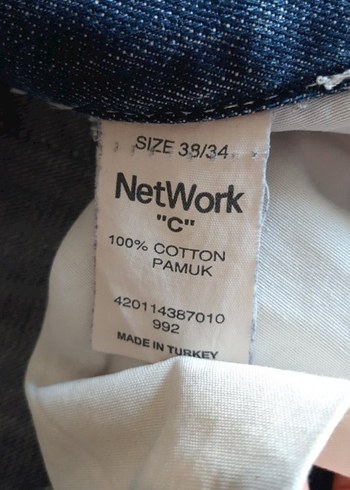 SIZE 38/34
NetWork
"C"
100% COTTON
PAMUK
420114387010
992
MADE IN TURKEY